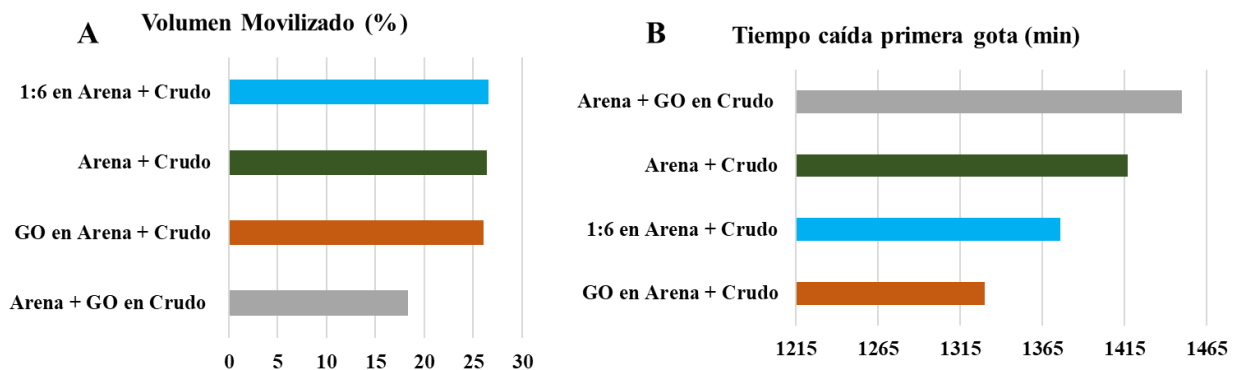 A
Volumen Movilizado (%)
1:6 en Arena + Crudo
Arena + Crudo
GO en Arena + Crudo
Arena + GO en Crudo
0 5 10 15 20 25 30
B
Tiempo caída primera gota (min)
Arena + GO en Crudo
Arena + Crudo
1:6 en Arena + Crudo
GO en Arena + Crudo
1215 1265 1315 1365 1415 1465